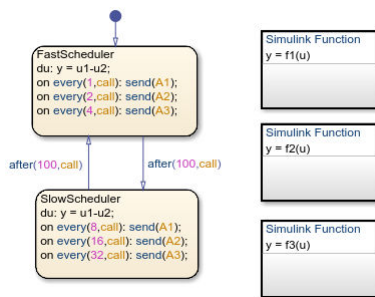 FastScheduler
du: y = u1-u2;
on every(1,call): send(A1);
on every(2,call): send(A2);
on every(4,call): send(A3);
after(100,call)
after(100,call)
SlowScheduler
du: y = u1-u2;
on every(8,call): send(A1);
on every(16,call): send(A2);
on every(32,call): send(A3);
Simulink Function
y = f1(u)
Simulink Function
y = f2(u)
Simulink Function
y = f3(u)